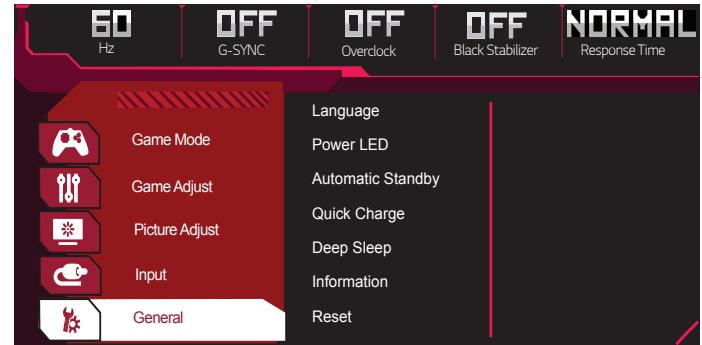 60 OFF OFF OFF NORMAL
Hz G-SYNC Overclock Black Stabilizer Response Time
Game Mode
Game Adjust
Picture Adjust
Input
General
Language
Power LED
Automatic Standby
Quick Charge
Deep Sleep
Information
Reset